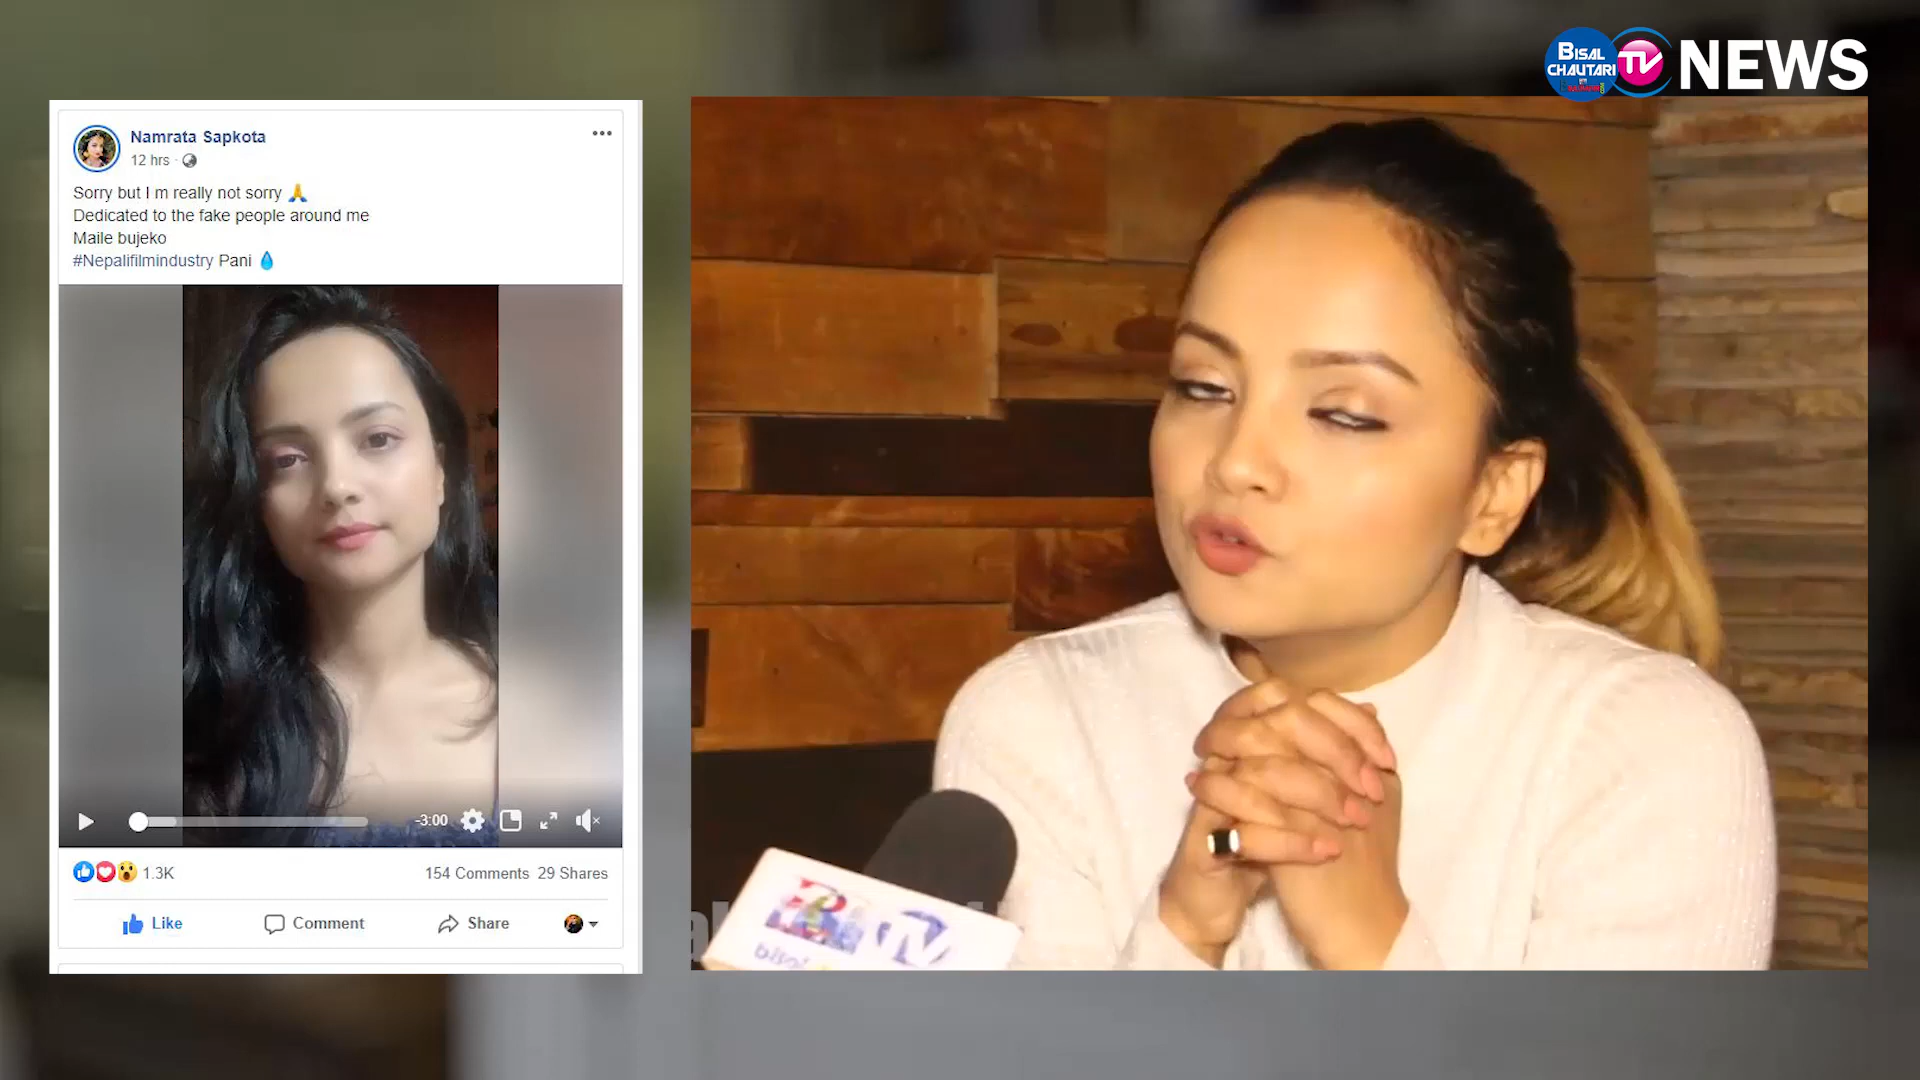 BISAL
CHAUTARI
TV NEWS
Namrata Sapkota
12 hrs ·
Sorry but I m really not sorry 🙏
Dedicated to the fake people around me
Maile bujeko
#Nepalifilmindustry Pani 💧
-3:00
1.3K
154 Comments 29 Shares
Like Comment Share
TV